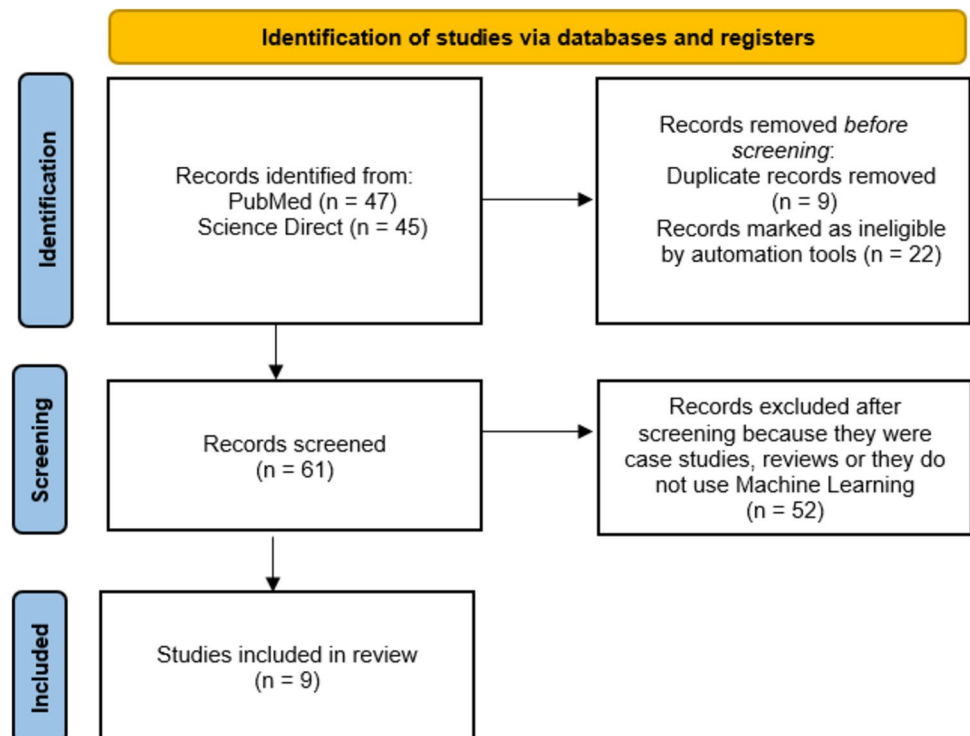 Identification of studies via databases and registers
Identification
Records identified from:
PubMed (n = 47)
Science Direct (n = 45)
Records removed before
screening:
Duplicate records removed
(n = 9)
Records marked as ineligible
by automation tools (n = 22)
Screening
Records screened
(n = 61)
Records excluded after
screening because they were
case studies, reviews or they do
not use Machine Learning
(n = 52)
Included
Studies included in review
(n = 9)